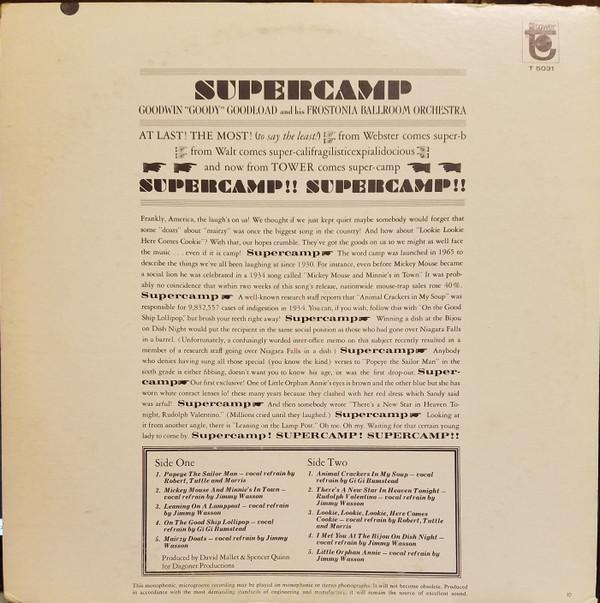 tower
T 5031
SUPERCAMP
GOODWIN "GOODY" GOODLOAD and his FROSTONIA BALLROOM ORCHESTRA
AT LAST! THE MOST! (to say the least!) from Webster comes super-b
from Walt comes super-califragilisticexpialidocious
and now from TOWER comes super-camp
SUPERCAMP!! SUPERCAMP!!
Frankly, America, the laugh's on us! We thought if we just kept quiet maybe somebody would forget that
some "doats" about "mairzy" was once the biggest song in the country! And how about "Lookie Lookie
Here Comes Cookie"? With that, our hopes crumble. They've got the goods on us so we might as well face
the music . . . even if it is camp! Supercamp The word camp was launched in 1965 to
describe the things we've all been laughing at since 1930. For instance, even before Mickey Mouse became
a social lion he was celebrated in a 1934 song called "Mickey Mouse and Minnie's in Town." It was prob-
ably no coincidence that within two weeks of this song's release, nationwide mouse-trap sales rose 40%.
Supercamp A well-known research staff reports that "Animal Crackers in My Soup" was
responsible for 9,832,557 cases of indigestion in 1934. You can, if you wish, follow this with "On the Good
Ship Lollipop," but brush your teeth right away! Supercamp Winning a dish at the Bijou
on Dish Night would put the recipient in the same social position as those who had gone over Niagara Falls
in a barrel. (Unfortunately, a confusingly worded inter-office memo on this subject recently resulted in a
member of a research staff going over Niagara Falls in a dish.) Supercamp Anybody
who denies having sung all those special (you know the kind) verses to "Popeye the Sailor Man" in the
sixth grade is either fibbing, doesn't want you to know his age, or was the first drop-out. Super-
camp Our first exclusive! One of Little Orphan Annie's eyes is brown and the other blue but she has
worn white contact lenses lo! these many years because they clashed with her red dress which Sandy said
was arful! Supercamp And then somebody wrote "There's a New Star in Heaven To-
night, Rudolph Valentino." (Millions cried until they laughed.) Supercamp Looking at
it from another angle, there is "Leaning on the Lamp Post." Oh me. Oh my. Waiting for that certain young
lady to come by. Supercamp! SUPERCAMP! SUPERCAMP!!
Side One
1. Popeye The Sailor Man – vocal refrain by
Robert, Tuttle and Morris
2. Mickey Mouse And Minnie's In Town –
vocal refrain by Jimmy Wasson
3. Leaning On A Lamppost – vocal refrain
by Jimmy Wasson
4. On The Good Ship Lollipop – vocal
refrain by Gi Gi Bumstead
5. Mairzy Doats – vocal refrain by Jimmy
Wasson
Produced by David Mallet & Spencer Quinn
for Dagonet Productions
Side Two
1. Animal Crackers In My Soup – vocal
refrain by Gi Gi Bumstead
2. There's A New Star In Heaven Tonight –
Rudolph Valentino – vocal refrain by
Jimmy Wasson
3. Lookie, Lookie, Lookie, Here Comes
Cookie – vocal refrain by Robert, Tuttle
and Morris
4. I Met You At The Bijou On Dish Night –
vocal refrain by Jimmy Wasson
5. Little Orphan Annie – vocal refrain by
Jimmy Wasson
This monophonic, microgroove recording may be played on monophonic or stereo phonographs. It will not become obsolete. Produced
in accordance with the most demanding standards of engineering and manufacture, it will remain the source of excellent sound.
10